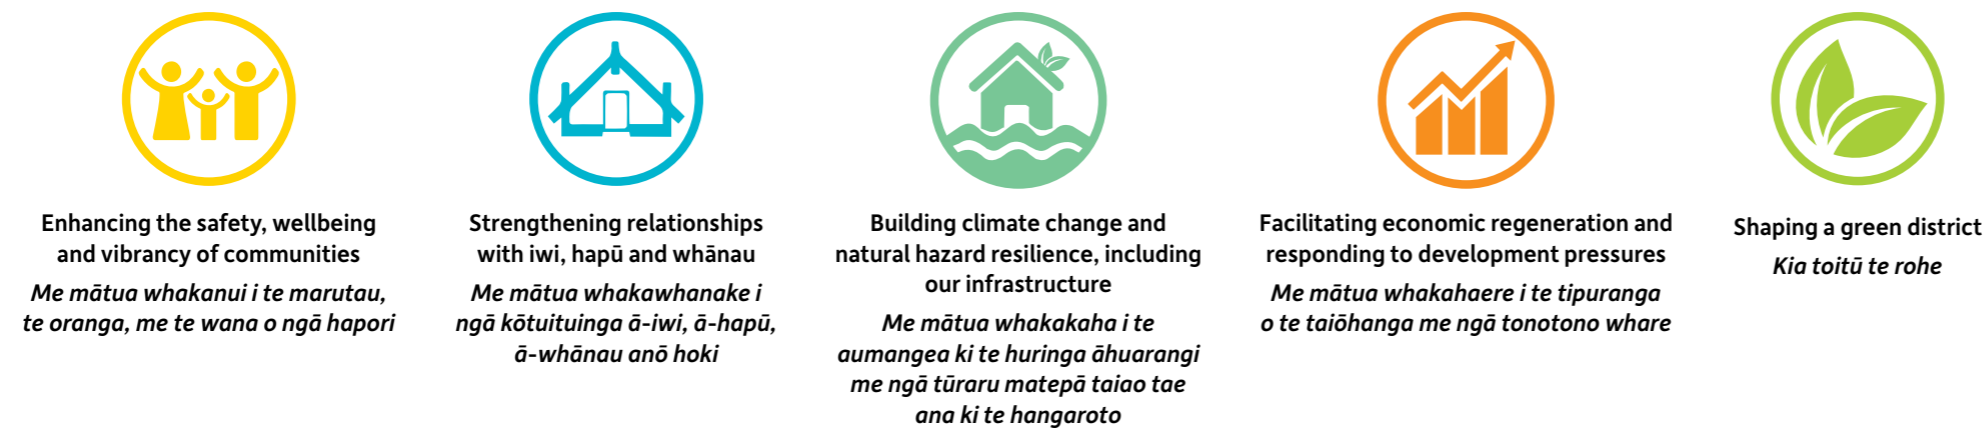 Enhancing the safety, wellbeing
and vibrancy of communities
Me mātua whakanui i te marutau,
te oranga, me te wana o ngā hapori
Strengthening relationships
with iwi, hapū and whānau
Me mātua whakawhanake i
ngā kōtuituinga ā-iwi, ā-hapū,
ā-whānau anō hoki
Building climate change and
natural hazard resilience, including
our infrastructure
Me mātua whakakaha i te
aumangea ki te huringa āhuarangi
me ngā tūraru matepā taiao tae
ana ki te hangaroto
Facilitating economic regeneration and
responding to development pressures
Me mātua whakahaere i te tipuranga
o te taiōhanga me ngā tonotono whare
Shaping a green district
Kia toitū te rohe